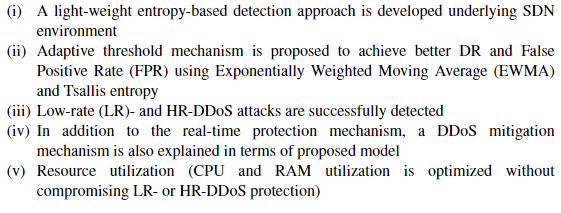 (i) A light-weight entropy-based detection approach is developed underlying SDN
environment
(ii) Adaptive threshold mechanism is proposed to achieve better DR and False
Positive Rate (FPR) using Exponentially Weighted Moving Average (EWMA)
and Tsallis entropy
(iii) Low-rate (LR)- and HR-DDoS attacks are successfully detected
(iv) In addition to the real-time protection mechanism, a DDoS mitigation
mechanism is also explained in terms of proposed model
(v) Resource utilization (CPU and RAM utilization is optimized without
compromising LR- or HR-DDoS protection)